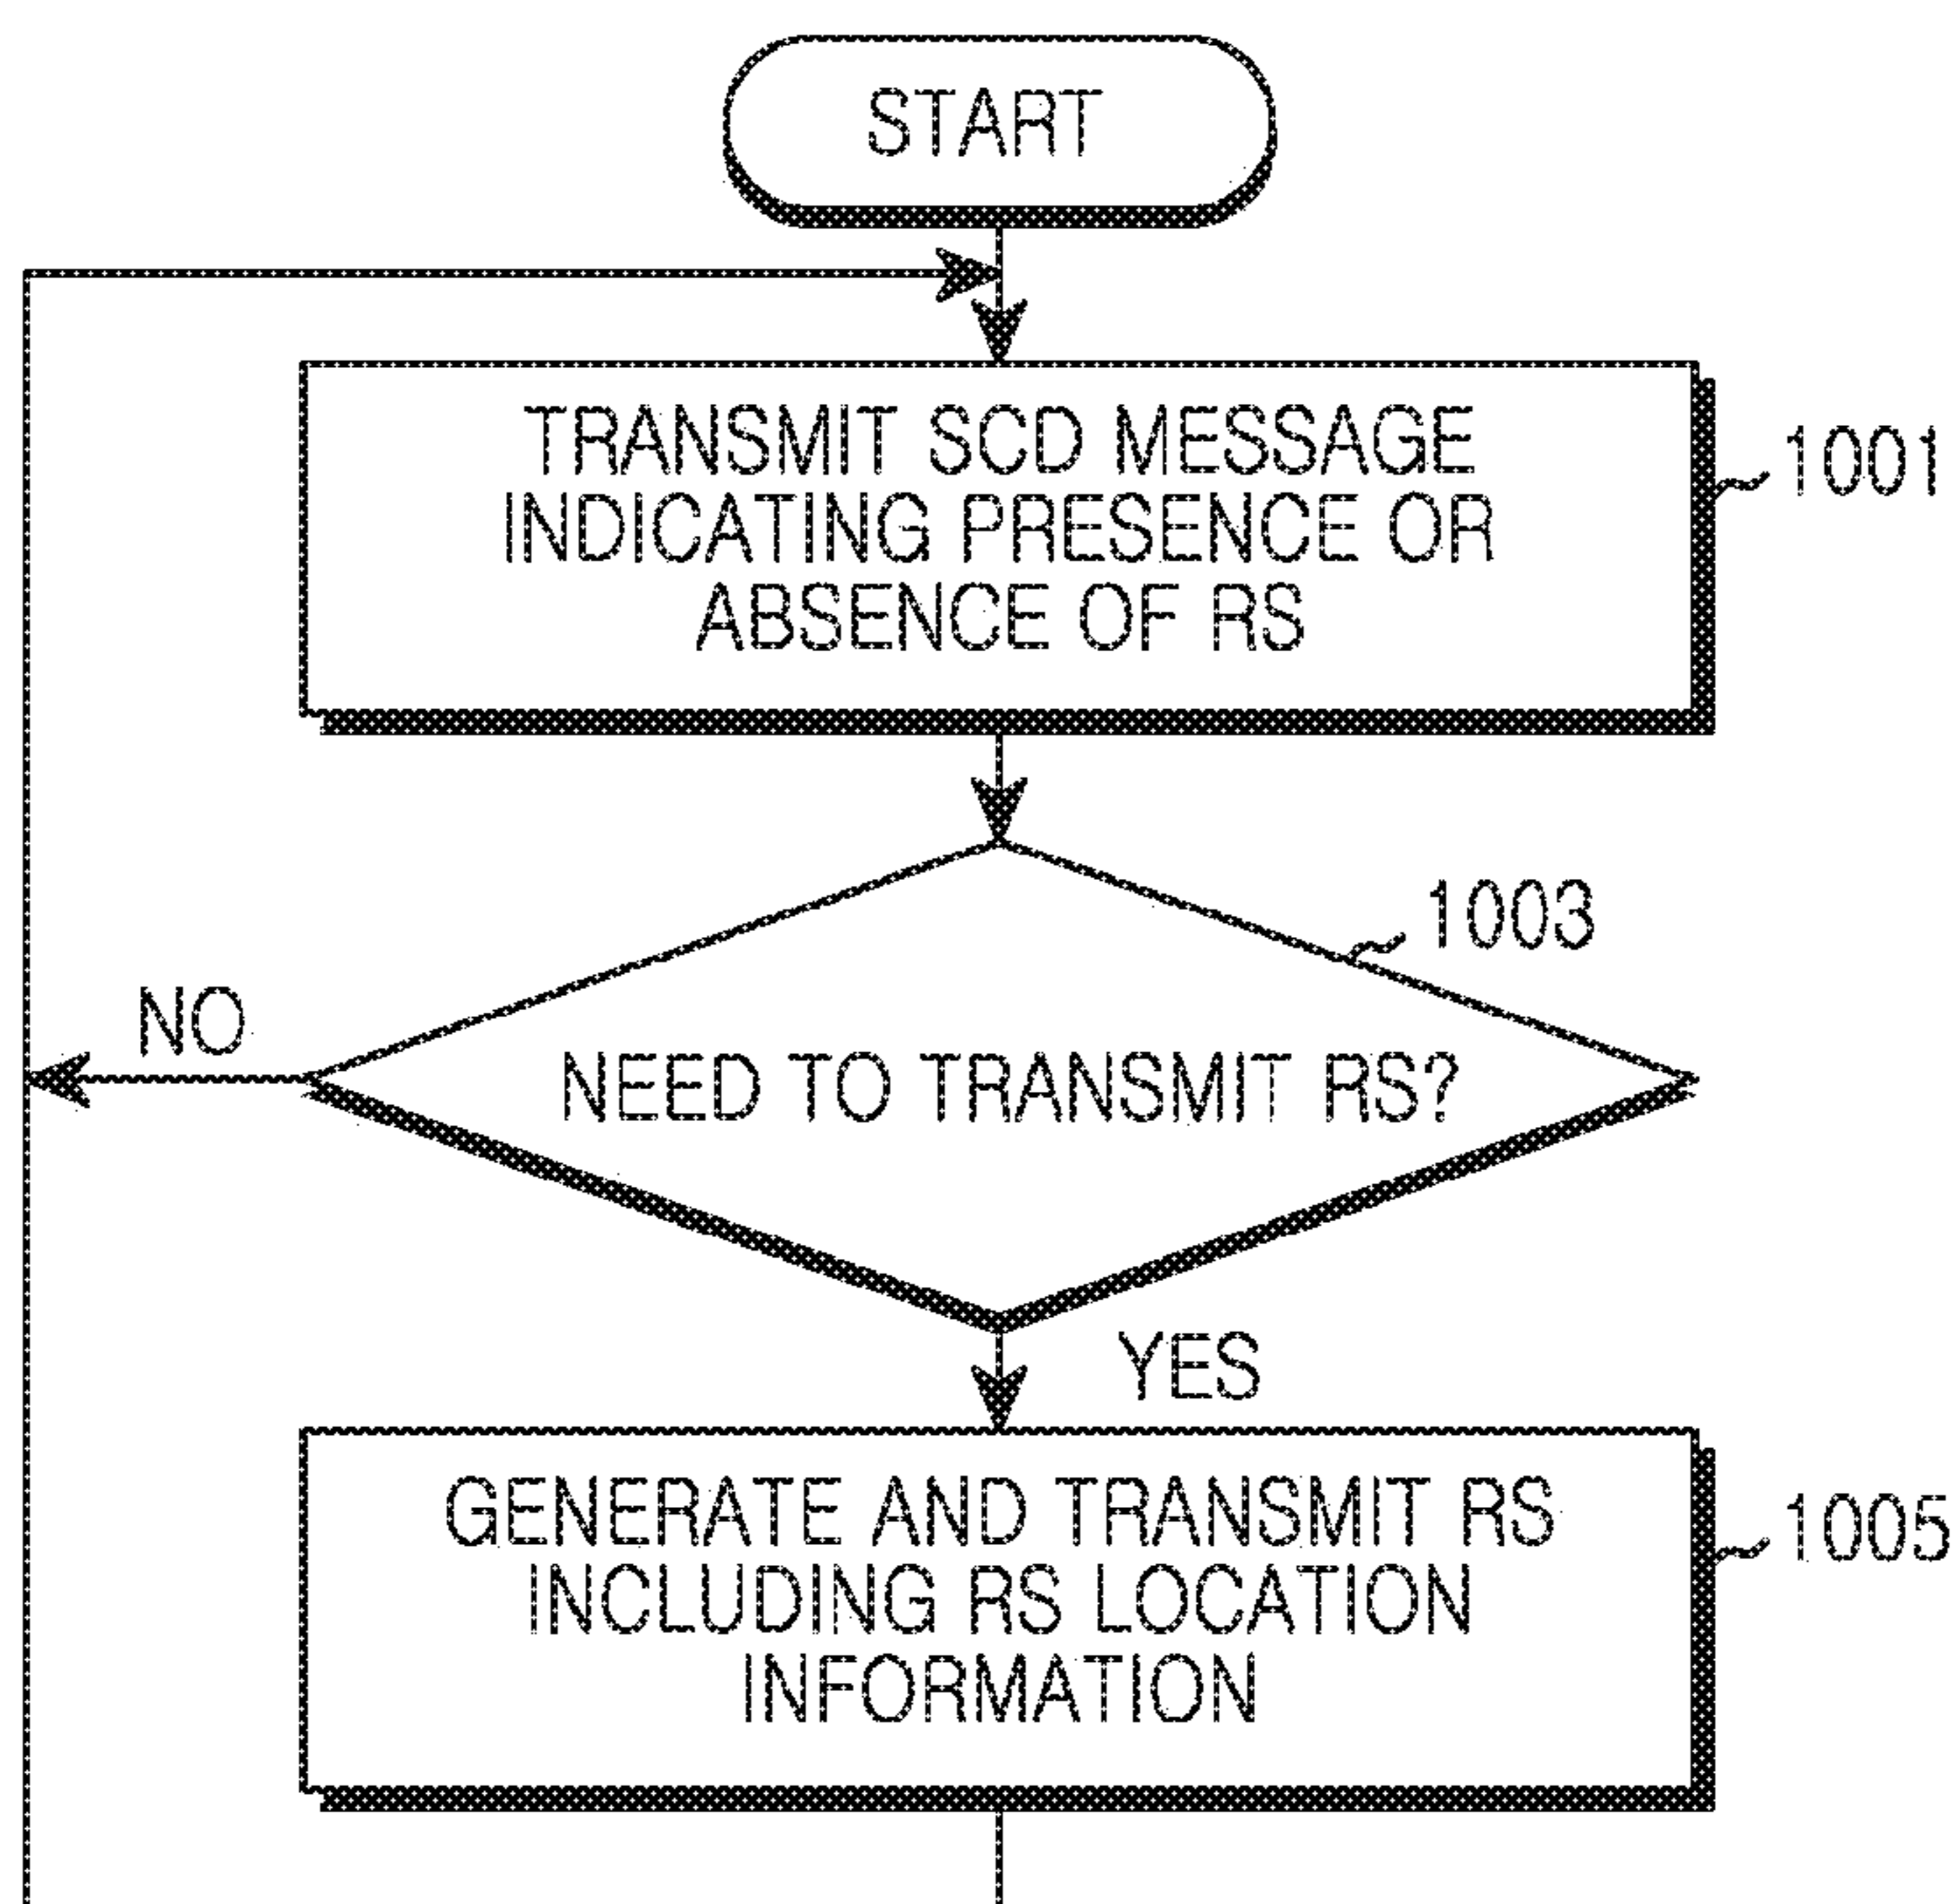 START
TRANSMIT SCD MESSAGE
INDICATING PRESENCE OR
ABSENCE OF RS
1001
1003
NO
NEED TO TRANSMIT RS?
YES
GENERATE AND TRANSMIT RS
INCLUDING RS LOCATION
INFORMATION
1005